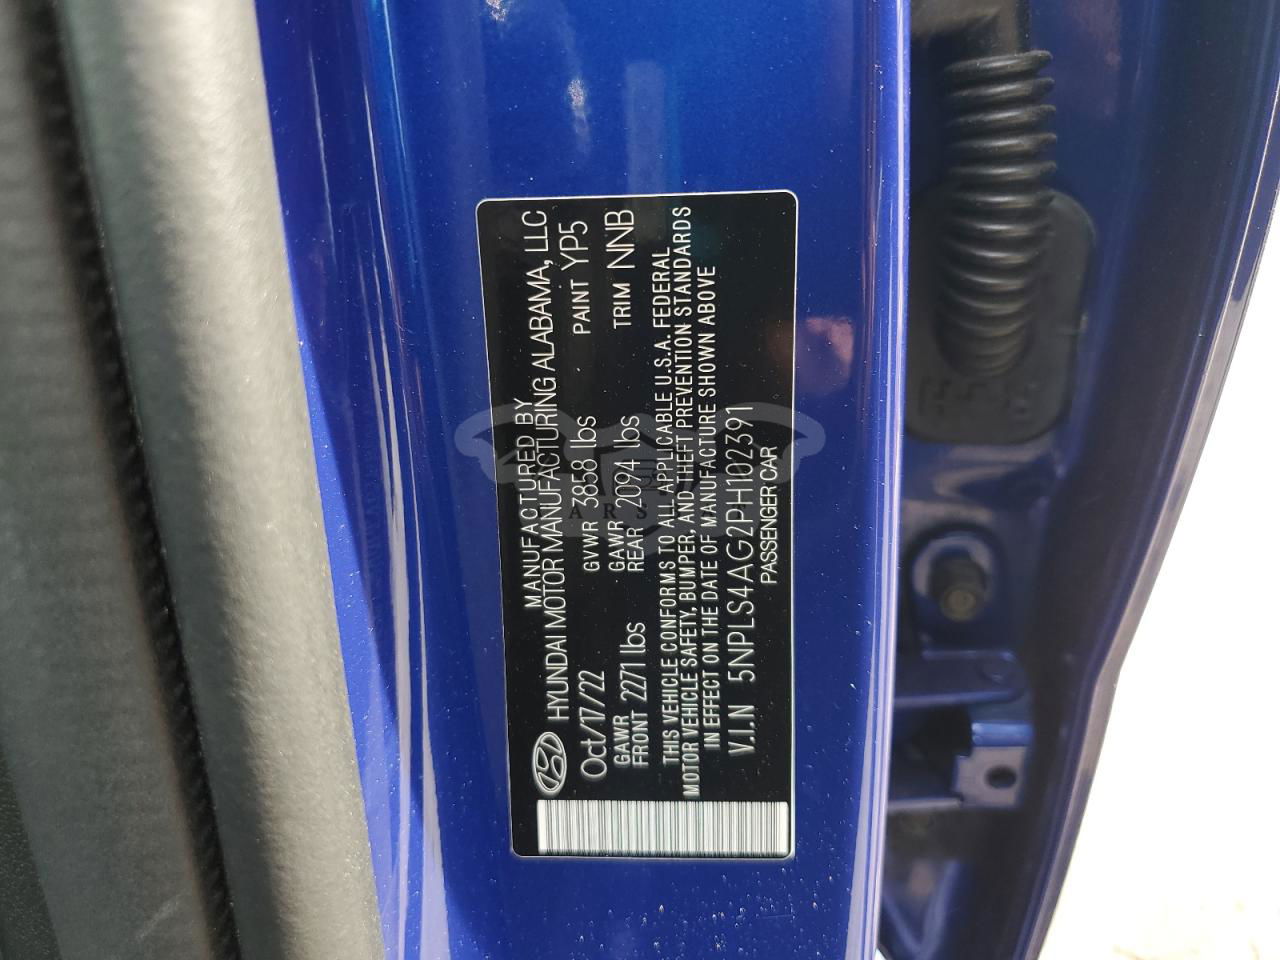 MANUFACTURED BY
HYUNDAI MOTOR MANUFACTURING ALABAMA, LLC
Oct/17/22 GVWR 3858 lbs PAINT YP5
GAWR FRONT 2271 lbs GAWR REAR 2094 lbs TRIM NNB
THIS VEHICLE CONFORMS TO ALL APPLICABLE U.S.A. FEDERAL
MOTOR VEHICLE SAFETY, BUMPER, AND THEFT PREVENTION STANDARDS
IN EFFECT ON THE DATE OF MANUFACTURE SHOWN ABOVE
V.I.N 5NPLS4AG2PH102391
PASSENGER CAR